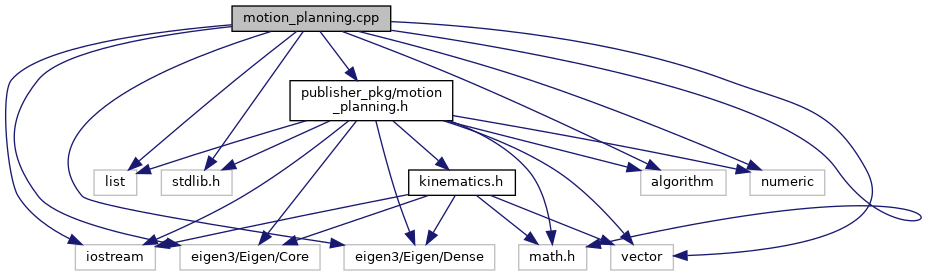 motion_planning.cpp
publisher_pkg/motion
_planning.h
list
stdlib.h
kinematics.h
algorithm
numeric
iostream
eigen3/Eigen/Core
eigen3/Eigen/Dense
math.h
vector